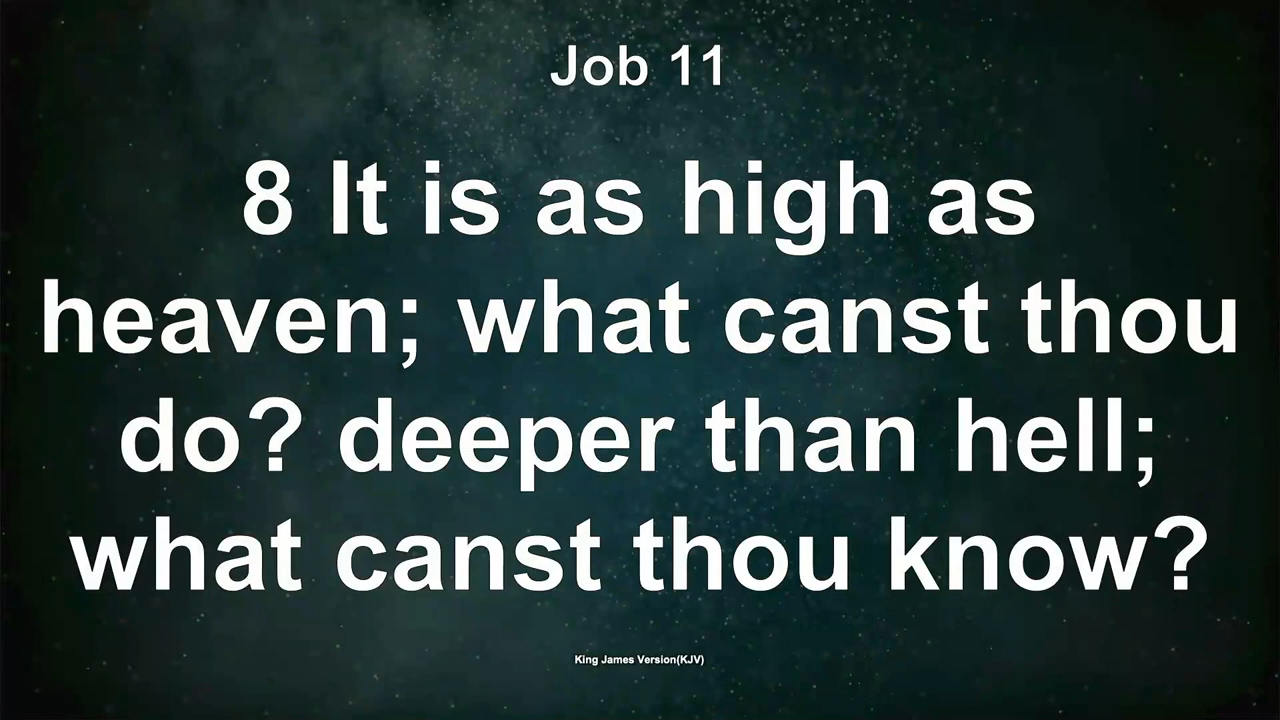 Job 11
8 It is as high as
heaven; what canst thou
do? deeper than hell;
what canst thou know?
King James Version(KJV)